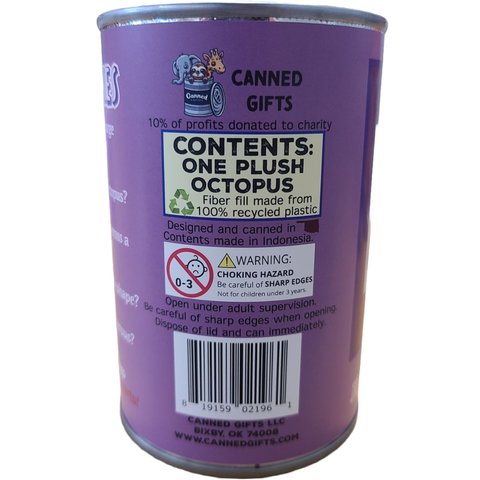 CANNED
GIFTS
Canned
10% of profits donated to charity
CONTENTS:
ONE PLUSH
OCTOPUS
Fiber fill made from
100% recycled plastic
Designed and canned in
Contents made in Indonesia.
WARNING:
CHOKING HAZARD
0-3
Be careful of SHARP EDGES
Not for children under 3 years.
Open under adult supervision.
Be careful of sharp edges when opening.
Dispose of lid and can immediately.
8 19159 02196 1
CANNED GIFTS LLC
BIXBY, OK 74008
WWW.CANNEDGIFTS.COM